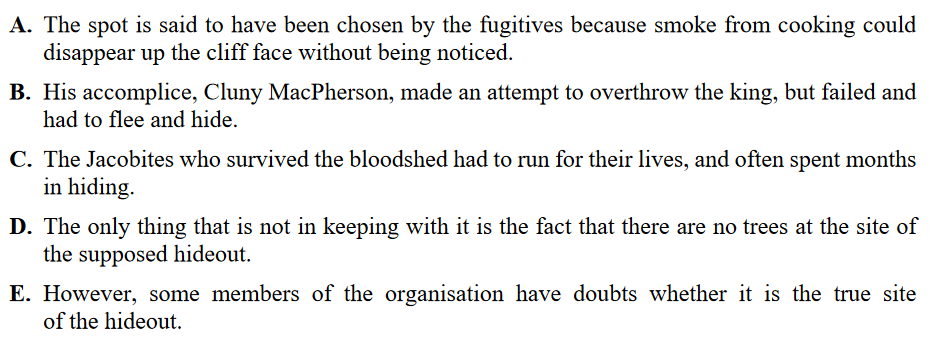 A. The spot is said to have been chosen by the fugitives because smoke from cooking could
disappear up the cliff face without being noticed.
B. His accomplice, Cluny MacPherson, made an attempt to overthrow the king, but failed and
had to flee and hide.
C. The Jacobites who survived the bloodshed had to run for their lives, and often spent months
in hiding.
D. The only thing that is not in keeping with it is the fact that there are no trees at the site of
the supposed hideout.
E. However, some members of the organisation have doubts whether it is the true site
of the hideout.